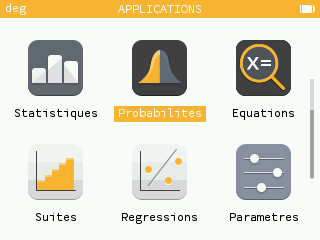 deg APPLICATIONS
Statistiques Probabilites Equations
X=
Suites Regressions Parametres